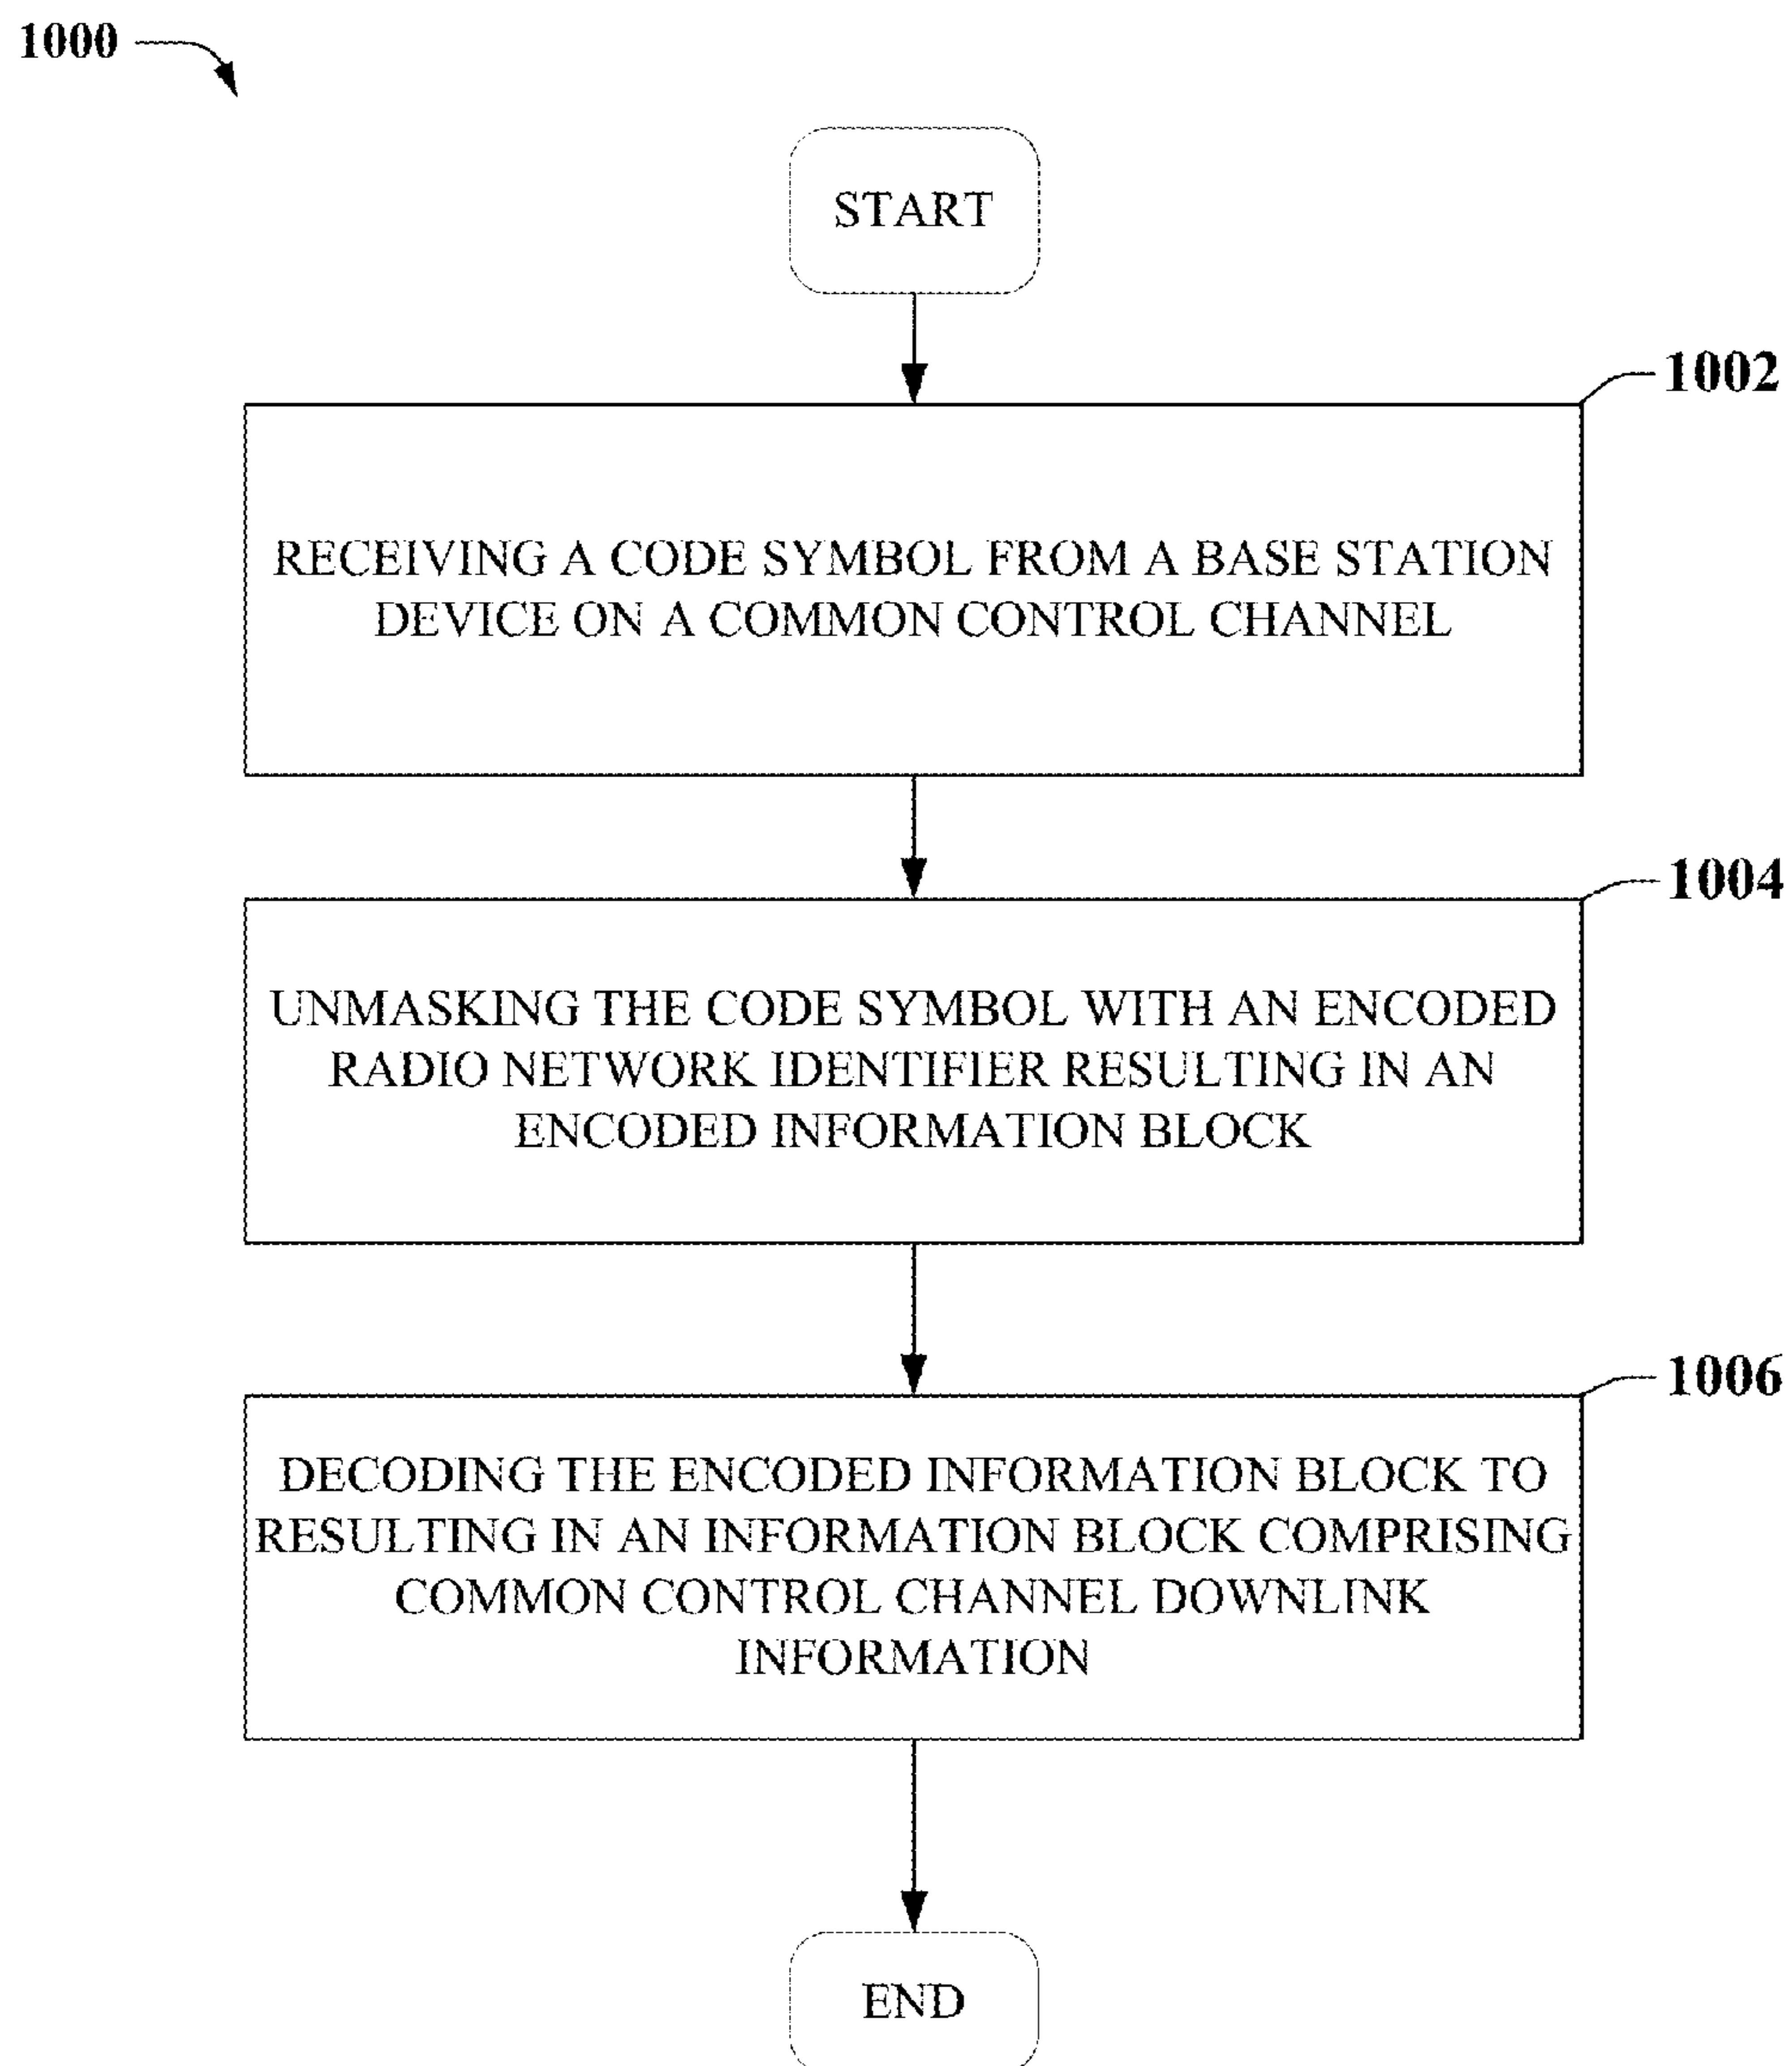 1000
START
1002
RECEIVING A CODE SYMBOL FROM A BASE STATION
DEVICE ON A COMMON CONTROL CHANNEL
1004
UNMASKING THE CODE SYMBOL WITH AN ENCODED
RADIO NETWORK IDENTIFIER RESULTING IN AN
ENCODED INFORMATION BLOCK
1006
DECODING THE ENCODED INFORMATION BLOCK TO
RESULTING IN AN INFORMATION BLOCK COMPRISING
COMMON CONTROL CHANNEL DOWNLINK
INFORMATION
END